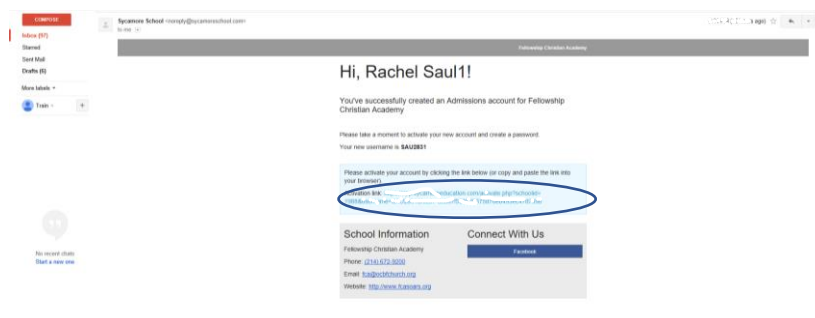 COMPOSE
Inbox (97)
Starred
Sent Mail
Drafts (6)
More labels
Train
+
No recent chats
Start a new one
Sycamore School <noreply@sycamoreschool.com>
to me
ago)
Fellowship Christian Academy
Hi, Rachel Saul1!
You've successfully created an Admissions account for Fellowship
Christian Academy
Please take a moment to activate your new account and create a password.
Your new username is SAU2831
Please activate your account by clicking the link below (or copy and paste the link into
your browser).
Activation link:
School Information
Fellowship Christian Academy
Phone: (214) 672-9200
Email: fca@ocbfchurch.org
Website: http://www.fcasoars.org
Connect With Us
Facebook